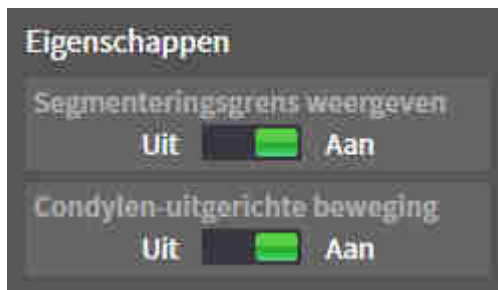 Eigenschappen
Segmenteringsgrens weergeven
Uit Aan
Condylen-uitgerichte beweging
Uit Aan